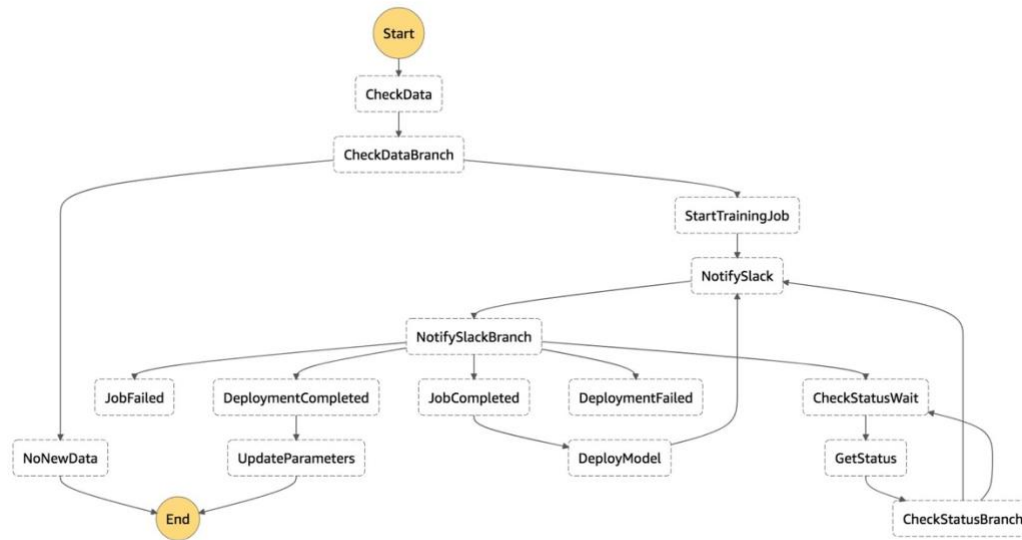 Start
CheckData
CheckDataBranch
StartTrainingJob
NotifySlack
NotifySlackBranch
JobFailed
DeploymentCompleted
JobCompleted
DeploymentFailed
CheckStatusWait
NoNewData
UpdateParameters
DeployModel
GetStatus
End
CheckStatusBranch